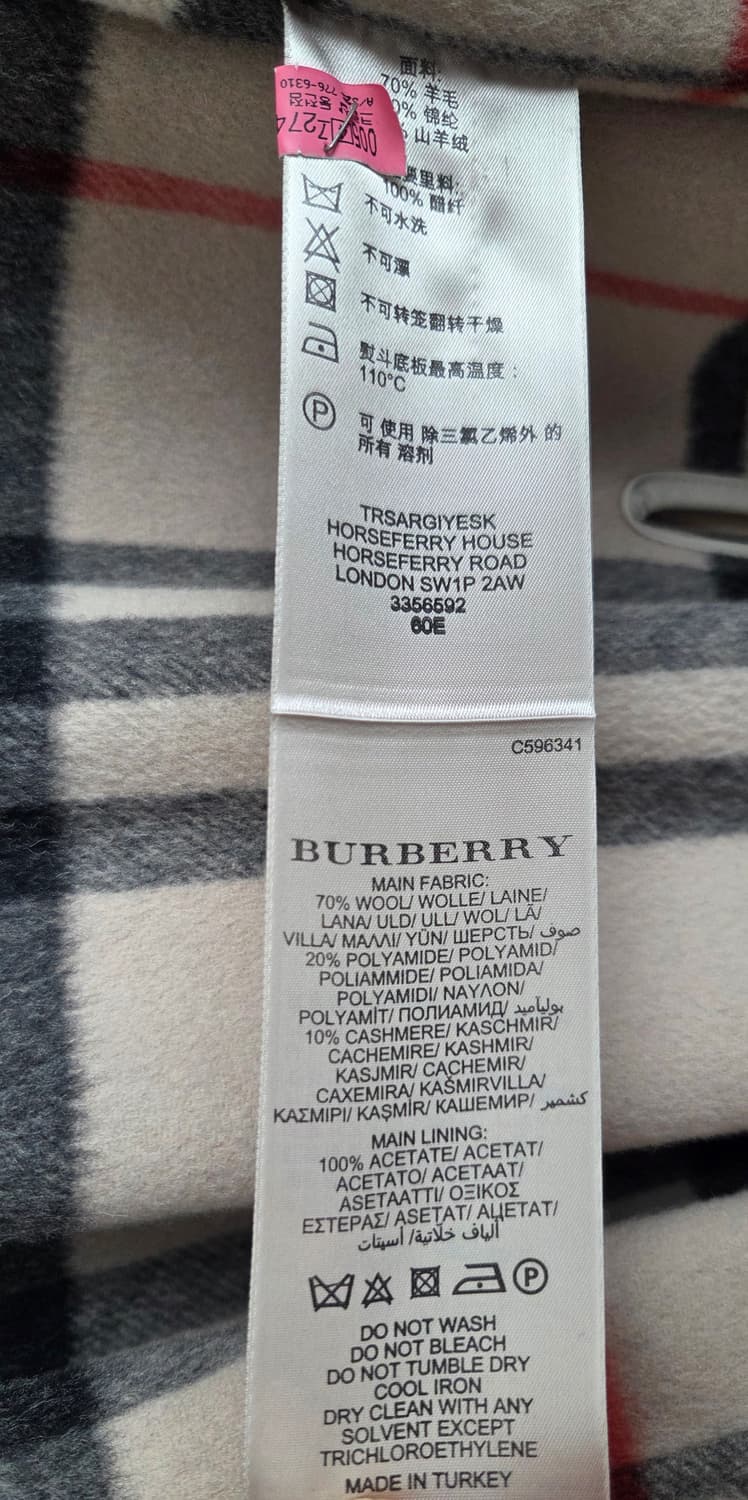 面料:
70% 羊毛
0% 锦纶
% 山羊绒
里料:
100% 醋纤
不可水洗
不可漂
不可转笼翻转干燥
熨斗底板最高温度 :
110°C
P
可 使用 除三氯乙烯外 的
所有 溶剂
776-6310
TRSARGIYESK
HORSEFERRY HOUSE
HORSEFERRY ROAD
LONDON SW1P 2AW
3356592
60E
C596341
BURBERRY
MAIN FABRIC:
70% WOOL/ WOLLE/ LAINE/
LANA/ ULD/ ULL/ WOL/ LÃ/
VILLA/ ΜΑΛΛΙ/ YÜN/ ШЕРСТЬ/ صوف
20% POLYAMIDE/ POLYAMID/
POLIAMMIDE/ POLIAMIDA/
POLYAMIDI/ ΝΑΥΛΟΝ/
POLYAMİT/ ПОЛИАМИД/ بوليآميد
10% CASHMERE/ KASCHMIR/
CACHEMIRE/ KASHMIR/
KASJMIR/ CACHEMIR/
CAXEMIRA/ KAŠMIRVILLA/
ΚΑΣΜΙΡΙ/ KAŞMİR/ КАШЕМИР/ كشمير
MAIN LINING:
100% ACETATE/ ACETAT/
ACETATO/ ACETAAT/
ASETAATTI/ ΟΞΙΚΟΣ
ΕΣΤΕΡΑΣ/ ASETAT/ АЦЕТАТ/
ألياف خلّاتية/ أسيتات
P
DO NOT WASH
DO NOT BLEACH
DO NOT TUMBLE DRY
COOL IRON
DRY CLEAN WITH ANY
SOLVENT EXCEPT
TRICHLOROETHYLENE
MADE IN TURKEY